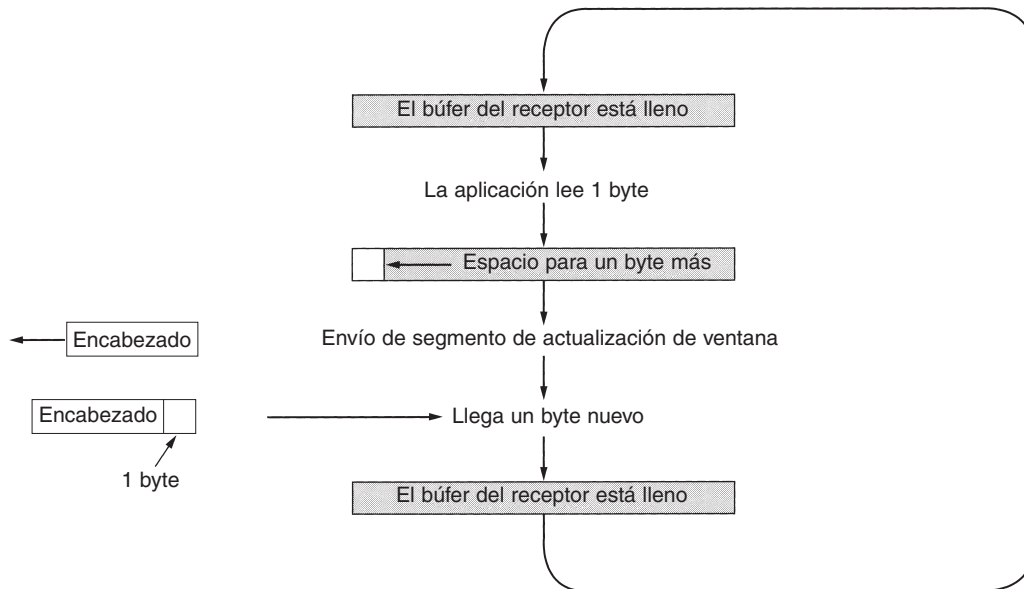 El búfer del receptor está lleno
La aplicación lee 1 byte
Espacio para un byte más
Encabezado
Envío de segmento de actualización de ventana
Encabezado
Llega un byte nuevo
1 byte
El búfer del receptor está lleno